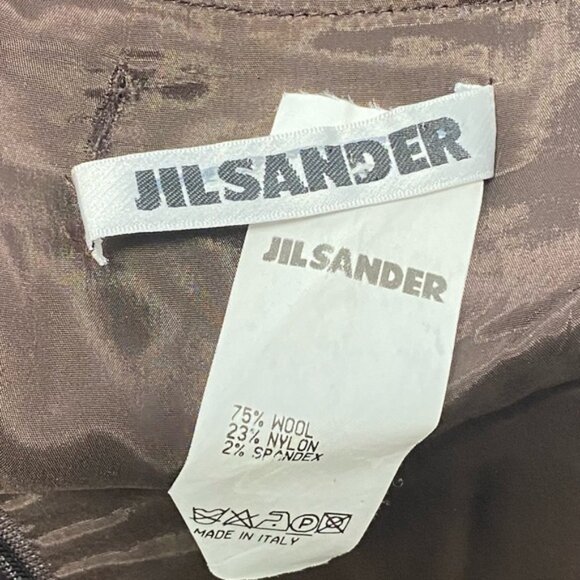 JILSANDER
JILSANDER
75% WOOL
23% NYLON
2% SPANDEX
P
MADE IN ITALY